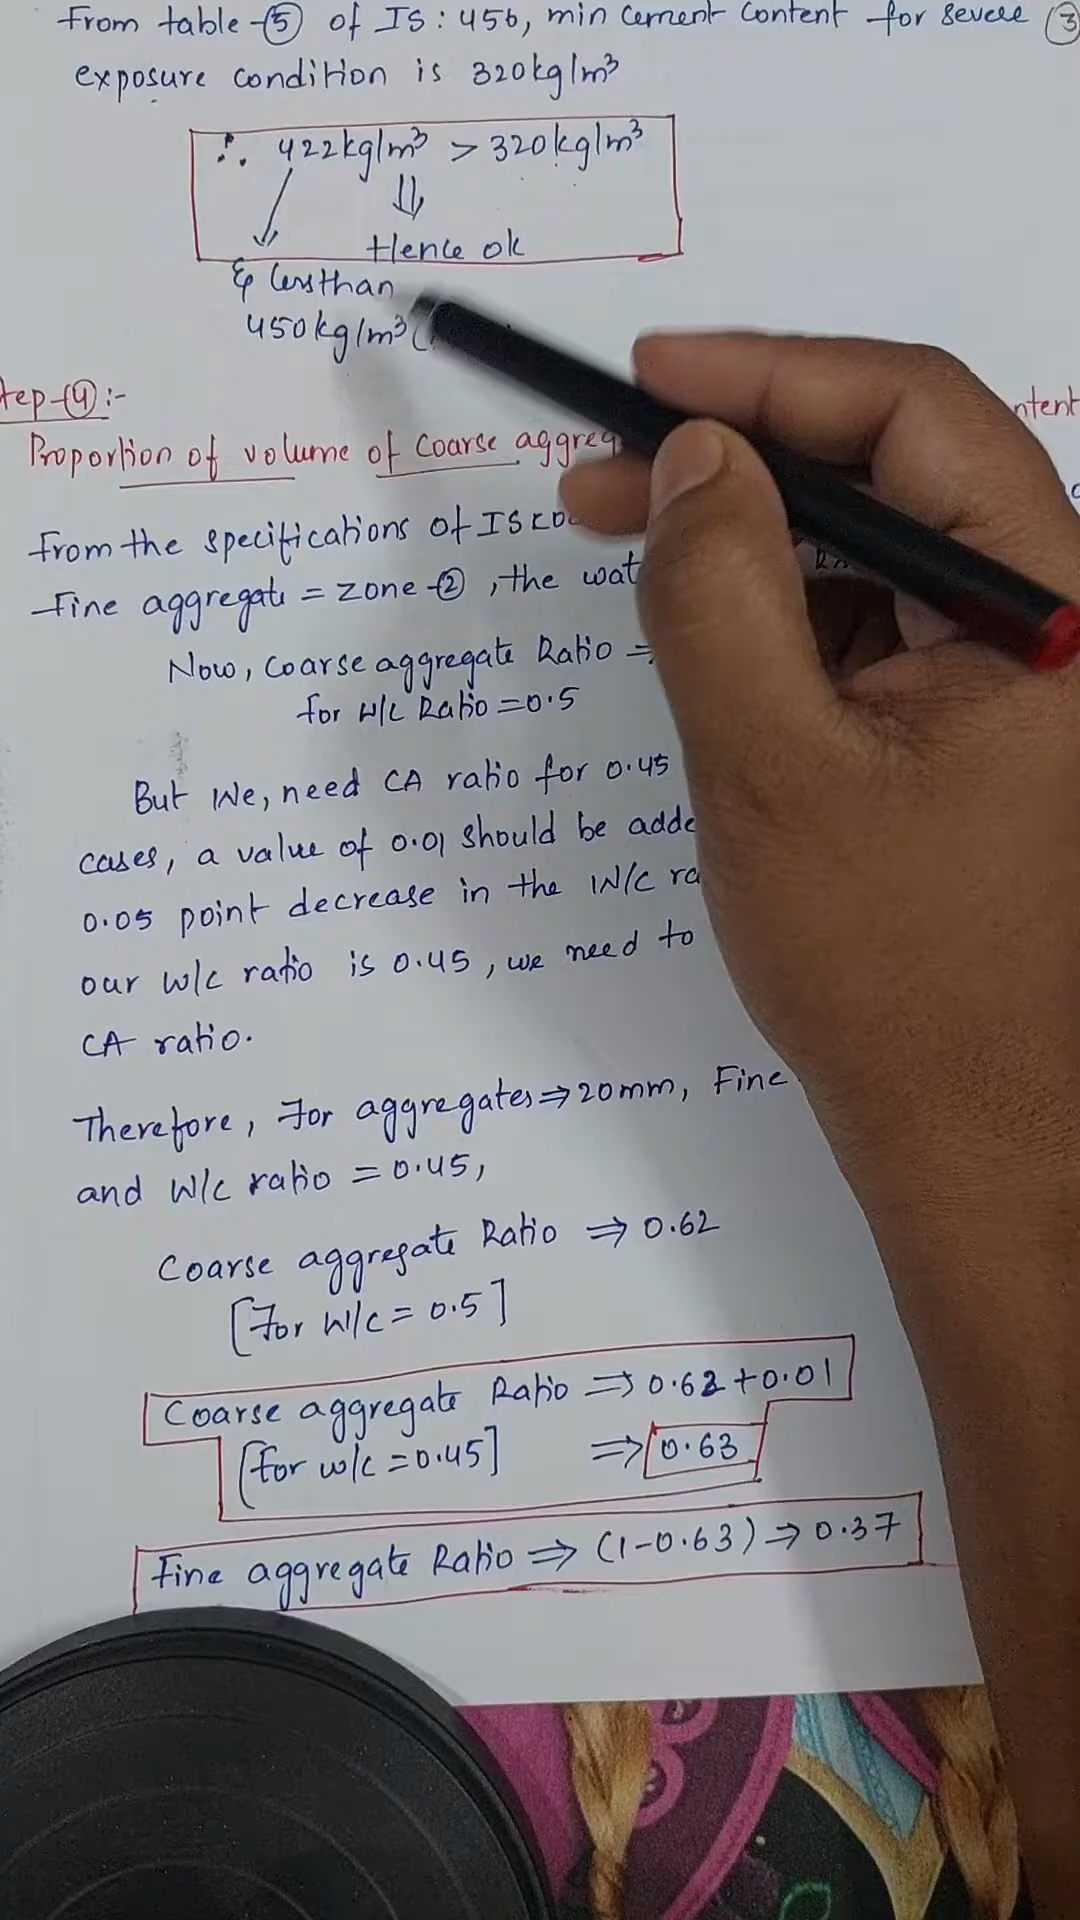 From table-⑤ of IS: 456, min cement content for severe ③
exposure condition is 320kg/m³
∴ 422kg/m³ > 320kg/m³
⇓
Hence ok
& lessthan
450kg/m³ (
tep-④:-
ntent
Proportion of volume of coarse aggreg
From the specifications of IS
Fine aggregate = zone-②, the wat
Now, coarse aggregate Ratio ⇒
for W/C Ratio = 0.5
But We, need CA ratio for 0.45
cases, a value of 0.01 should be adde
0.05 point decrease in the W/C ra
our W/C ratio is 0.45, we need to
CA ratio.
Therefore, For aggregates ⇒ 20mm, Fine
and W/C ratio = 0.45,
Coarse aggregate Ratio ⇒ 0.62
[For W/C = 0.5]
Coarse aggregate Ratio ⇒ 0.62 + 0.01
[for w/c = 0.45] ⇒ 0.63
Fine aggregate Ratio ⇒ (1-0.63) ⇒ 0.37